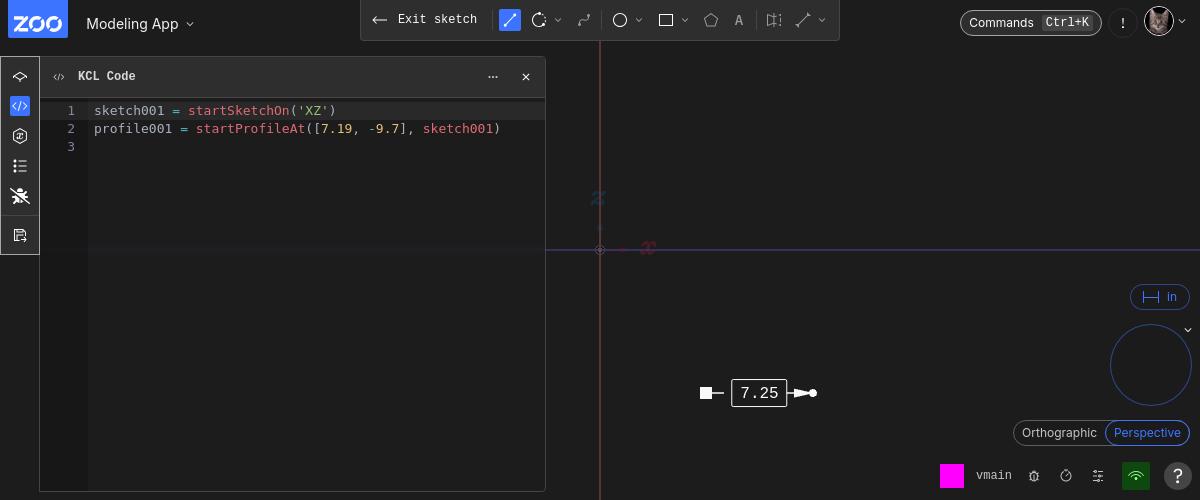 ZOO Modeling App
Exit sketch
A
Commands Ctrl+K
!
KCL Code
1 sketch001 = startSketchOn('XZ')
2 profile001 = startProfileAt([7.19, -9.7], sketch001)
3
z
x
in
7.25
Orthographic Perspective
vmain
?